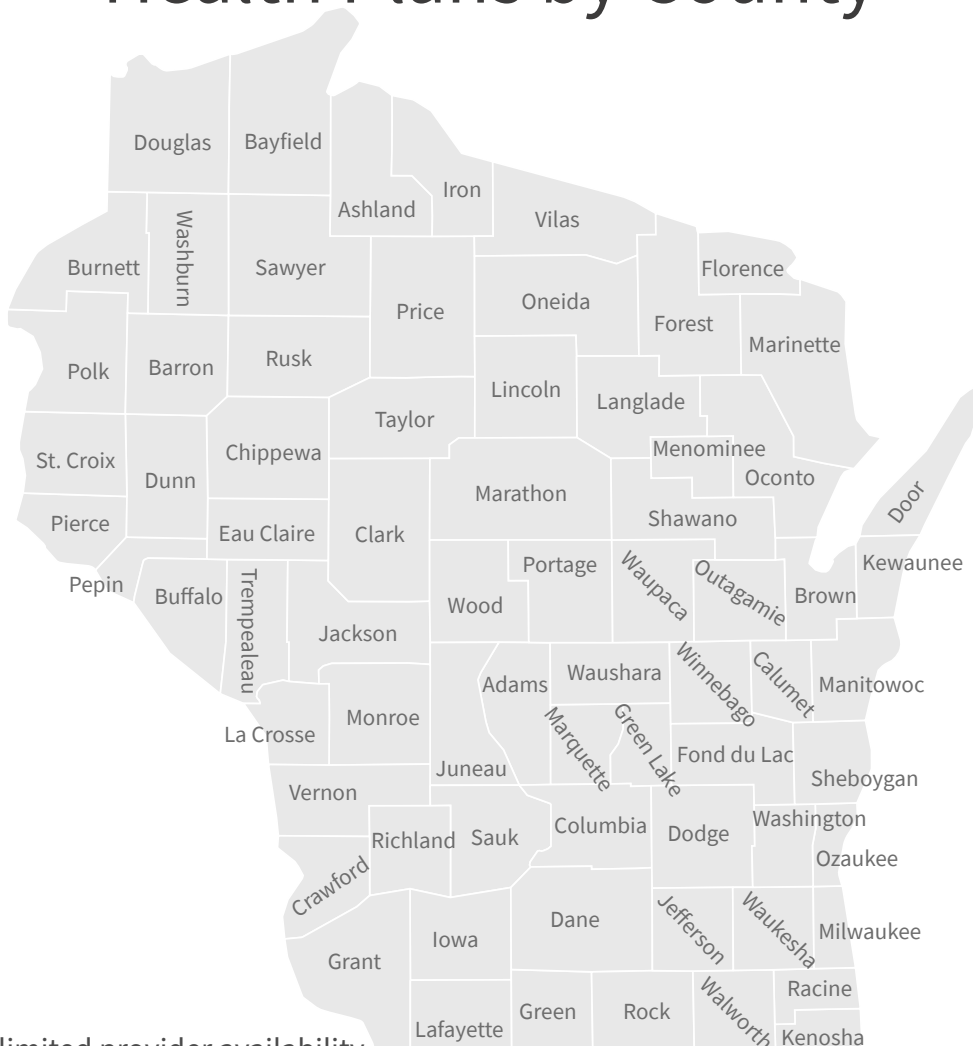 Health Plans by County
Douglas
Bayfield
Iron
Ashland
Vilas
Washburn
Burnett
Sawyer
Florence
Price
Oneida
Forest
Marinette
Polk
Barron
Rusk
Lincoln
Langlade
Taylor
St. Croix
Chippewa
Menominee
Dunn
Oconto
Marathon
Door
Pierce
Eau Claire
Clark
Shawano
Pepin
Buffalo
Trempealeau
Portage
Waupaca
Outagamie
Brown
Kewaunee
Wood
Jackson
Adams
Waushara
Winnebago
Calumet
Manitowoc
La Crosse
Monroe
Juneau
Marquette
Green Lake
Fond du Lac
Sheboygan
Vernon
Richland
Sauk
Columbia
Dodge
Washington
Ozaukee
Crawford
Grant
Iowa
Dane
Jefferson
Waukesha
Milwaukee
Lafayette
Green
Rock
Walworth
Racine
Kenosha
limited provider availability